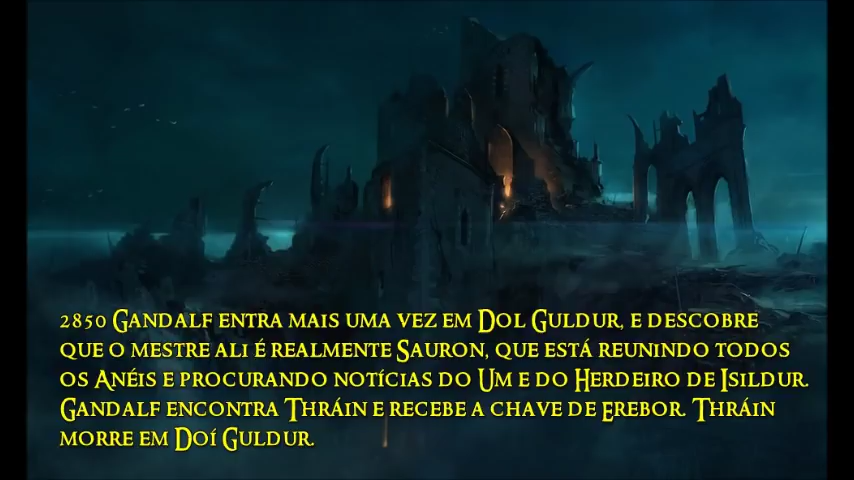 2850 Gandalf entra mais uma vez em Dol Guldur, e descobre
que o mestre ali é realmente Sauron, que está reunindo todos
os Anéis e procurando notícias do Um e do Herdeiro de Isildur.
Gandalf encontra Thráin e recebe a chave de Erebor. Thráin
morre em Doí Guldur.